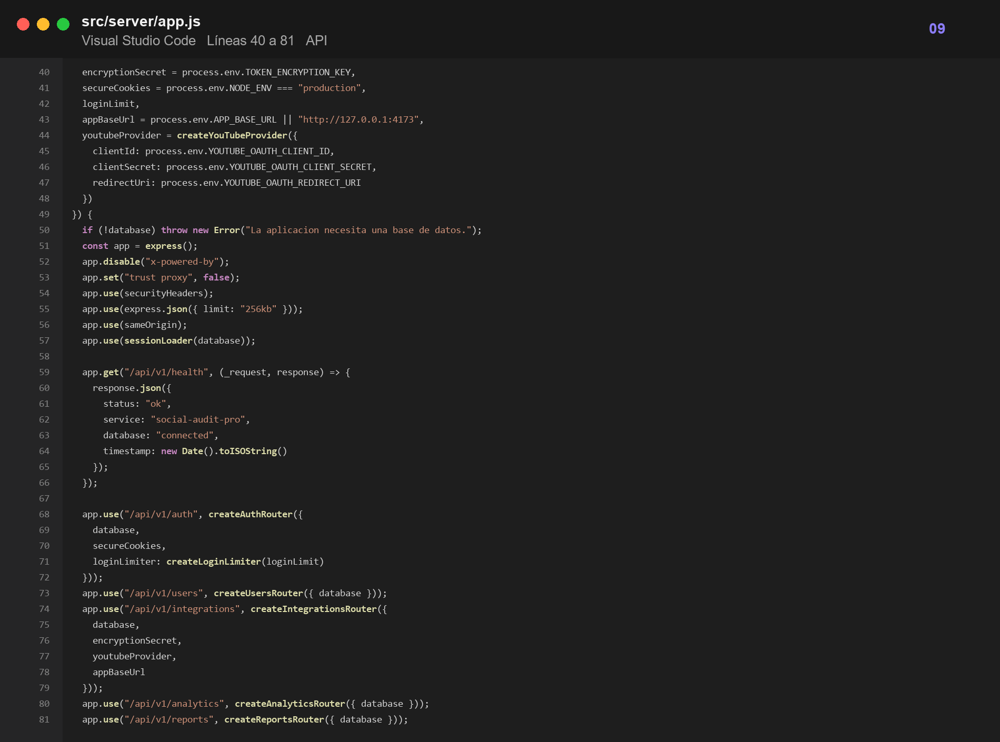 src/server/app.js
Visual Studio Code   Líneas 40 a 81   API
09
40   encryptionSecret = process.env.TOKEN_ENCRYPTION_KEY,
41   secureCookies = process.env.NODE_ENV === "production",
42   loginLimit,
43   appBaseUrl = process.env.APP_BASE_URL || "http://127.0.0.1:4173",
44   youtubeProvider = createYouTubeProvider({
45     clientId: process.env.YOUTUBE_OAUTH_CLIENT_ID,
46     clientSecret: process.env.YOUTUBE_OAUTH_CLIENT_SECRET,
47     redirectUri: process.env.YOUTUBE_OAUTH_REDIRECT_URI
48   })
49 }) {
50   if (!database) throw new Error("La aplicacion necesita una base de datos.");
51   const app = express();
52   app.disable("x-powered-by");
53   app.set("trust proxy", false);
54   app.use(securityHeaders);
55   app.use(express.json({ limit: "256kb" }));
56   app.use(sameOrigin);
57   app.use(sessionLoader(database));
58
59   app.get("/api/v1/health", (_request, response) => {
60     response.json({
61       status: "ok",
62       service: "social-audit-pro",
63       database: "connected",
64       timestamp: new Date().toISOString()
65     });
66   });
67
68   app.use("/api/v1/auth", createAuthRouter({
69     database,
70     secureCookies,
71     loginLimiter: createLoginLimiter(loginLimit)
72   }));
73   app.use("/api/v1/users", createUsersRouter({ database }));
74   app.use("/api/v1/integrations", createIntegrationsRouter({
75     database,
76     encryptionSecret,
77     youtubeProvider,
78     appBaseUrl
79   }));
80   app.use("/api/v1/analytics", createAnalyticsRouter({ database }));
81   app.use("/api/v1/reports", createReportsRouter({ database }));